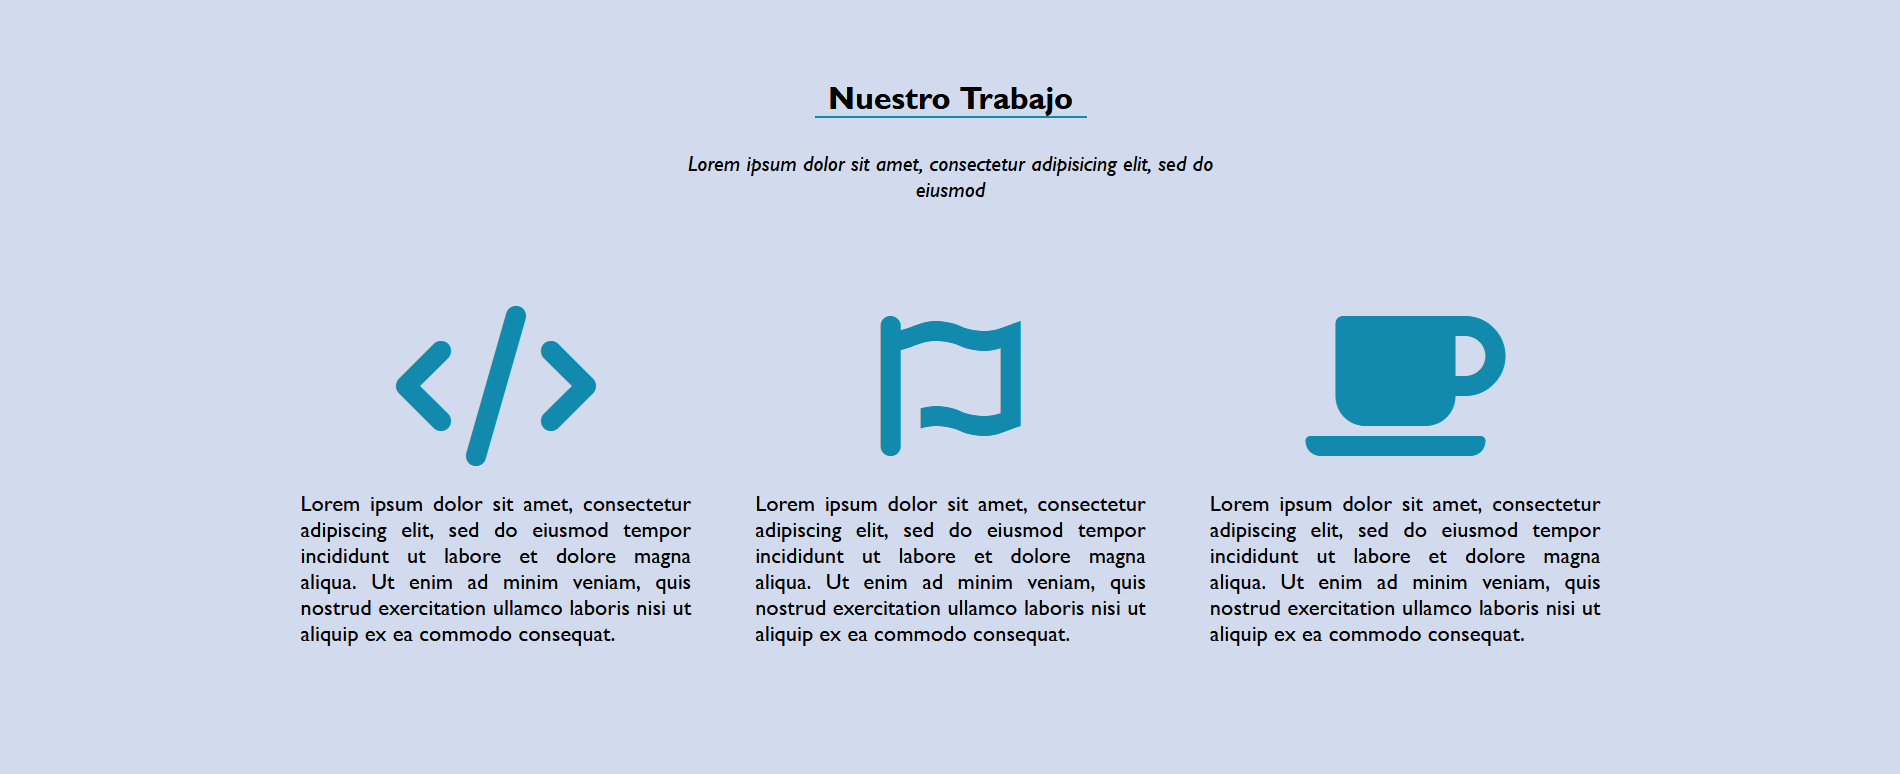 Nuestro Trabajo
Lorem ipsum dolor sit amet, consectetur adipisicing elit, sed do
eiusmod
Lorem ipsum dolor sit amet, consectetur
adipiscing elit, sed do eiusmod tempor
incididunt ut labore et dolore magna
aliqua. Ut enim ad minim veniam, quis
nostrud exercitation ullamco laboris nisi ut
aliquip ex ea commodo consequat.
Lorem ipsum dolor sit amet, consectetur
adipiscing elit, sed do eiusmod tempor
incididunt ut labore et dolore magna
aliqua. Ut enim ad minim veniam, quis
nostrud exercitation ullamco laboris nisi ut
aliquip ex ea commodo consequat.
Lorem ipsum dolor sit amet, consectetur
adipiscing elit, sed do eiusmod tempor
incididunt ut labore et dolore magna
aliqua. Ut enim ad minim veniam, quis
nostrud exercitation ullamco laboris nisi ut
aliquip ex ea commodo consequat.